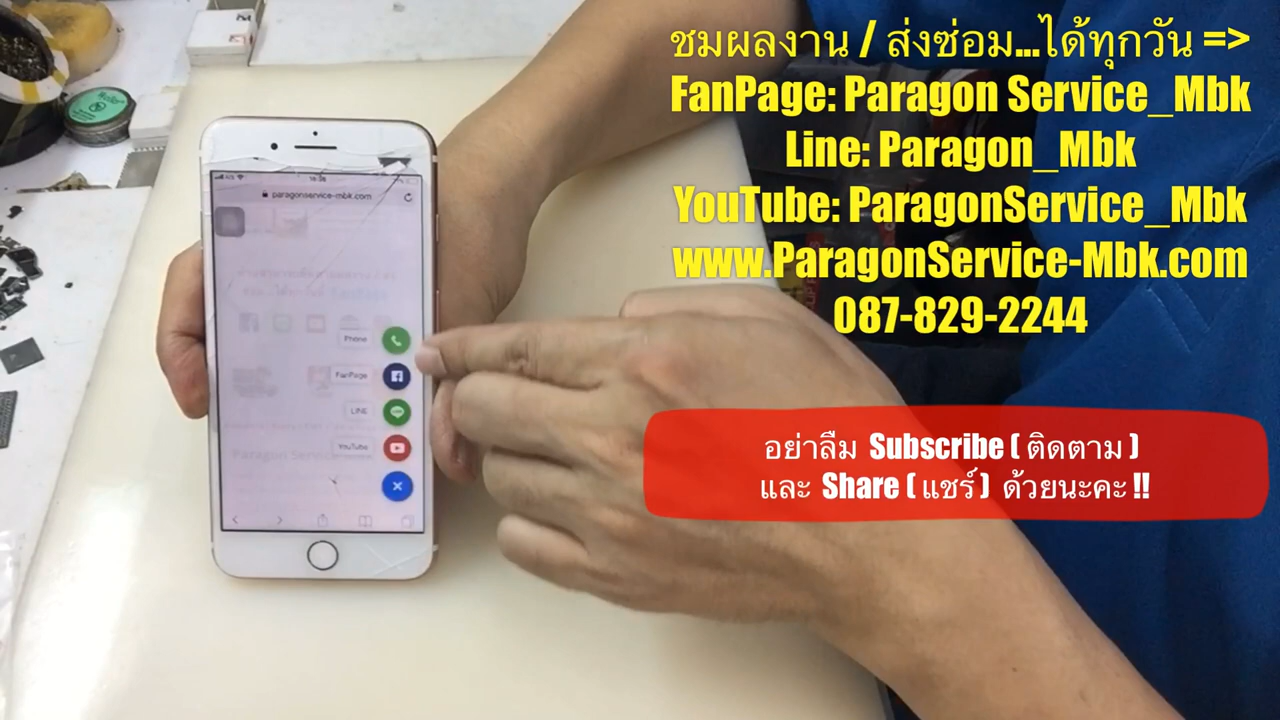 ชมผลงาน / ส่งซ่อม...ได้ทุกวัน =>
FanPage: Paragon Service_Mbk
Line: Paragon_Mbk
YouTube: ParagonService_Mbk
www.ParagonService-Mbk.com
087-829-2244
อย่าลืม Subscribe ( ติดตาม )
และ Share ( แชร์ ) ด้วยนะคะ !!
paragonservice-mbk.com
Phone
FanPage
LINE
YouTube
Paragon Service